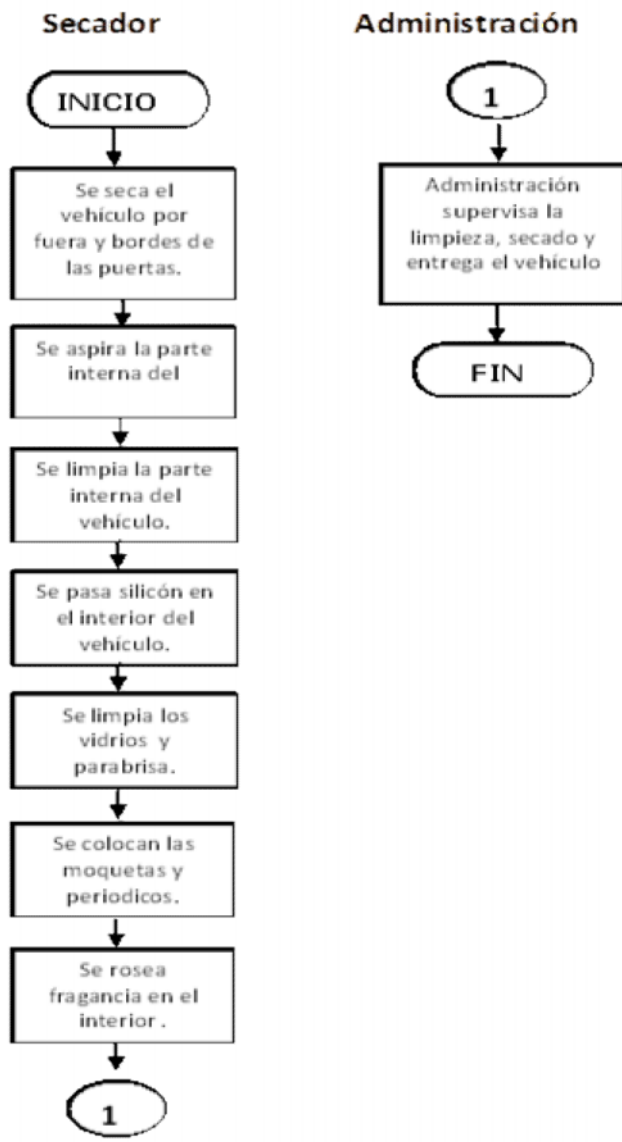 Secador
INICIO
Se seca el
vehículo por
fuera y bordes de
las puertas.
Se aspira la parte
interna del
Se limpia la parte
interna del
vehículo.
Se pasa silicón en
el interior del
vehículo.
Se limpia los
vidrios y
parabrisa.
Se colocan las
moquetas y
periodicos.
Se rosea
fragancia en el
interior .
1
Administración
1
Administración
supervisa la
limpieza, secado y
entrega el vehículo
FIN